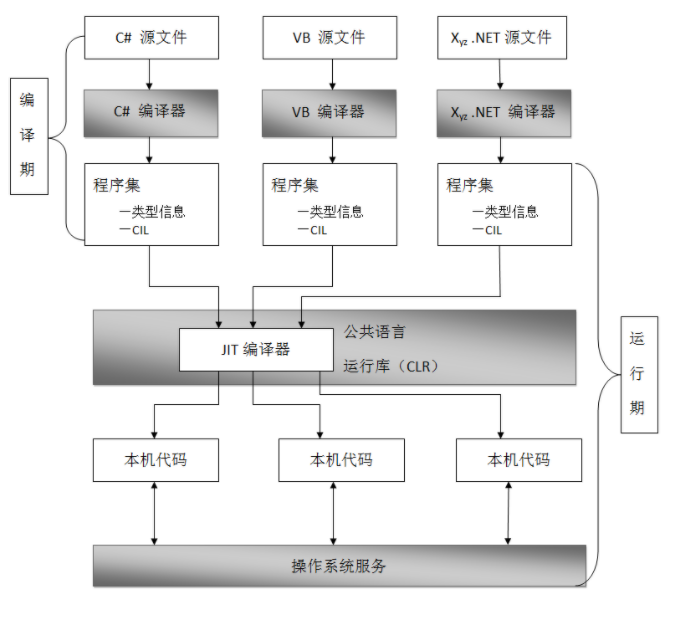 C# 源文件
VB 源文件
Xyz .NET 源文件
编
译
期
C# 编译器
VB 编译器
Xyz .NET 编译器
程序集
一类型信息
一CIL
程序集
一类型信息
一CIL
程序集
一类型信息
一CIL
公共语言
运行库（CLR）
JIT 编译器
运
行
期
本机代码
本机代码
本机代码
操作系统服务